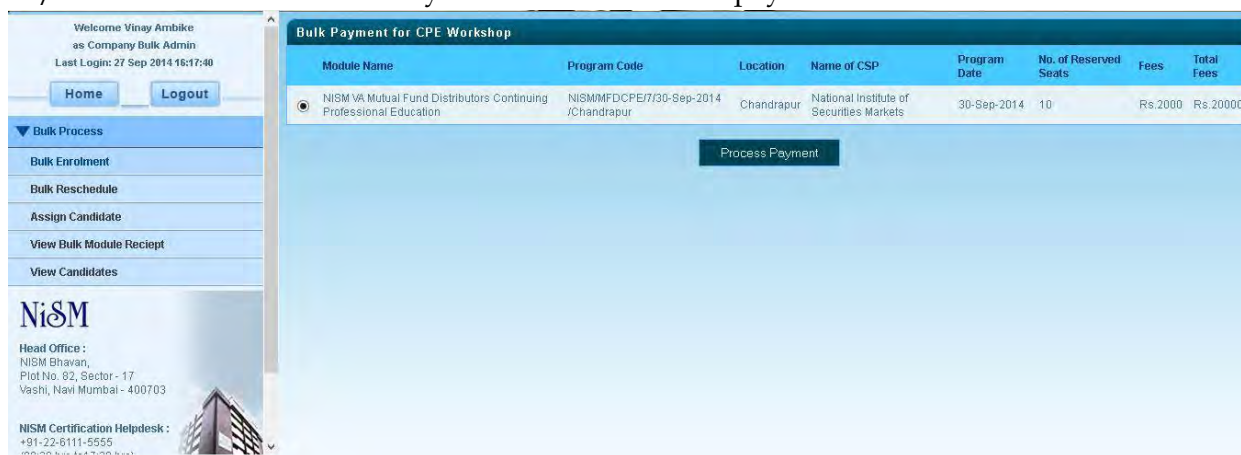 Welcome Vinay Ambike
as Company Bulk Admin
Last Login: 27 Sep 2014 16:17:40
Home Logout
Bulk Process
Bulk Enrolment
Bulk Reschedule
Assign Candidate
View Bulk Module Reciept
View Candidates
NiSM
Head Office :
NISM Bhavan,
Plot No. 82, Sector - 17
Vashi, Navi Mumbai - 400703
NISM Certification Helpdesk :
+91-22-6111-5555
Bulk Payment for CPE Workshop
Module Name Program Code Location Name of CSP Program Date No. of Reserved Seats Fees Total Fees
NISM VA Mutual Fund Distributors Continuing Professional Education NISM/MFDCPE/7/30-Sep-2014 /Chandrapur Chandrapur National Institute of Securities Markets 30-Sep-2014 10 Rs.2000 Rs.20000
Process Payment